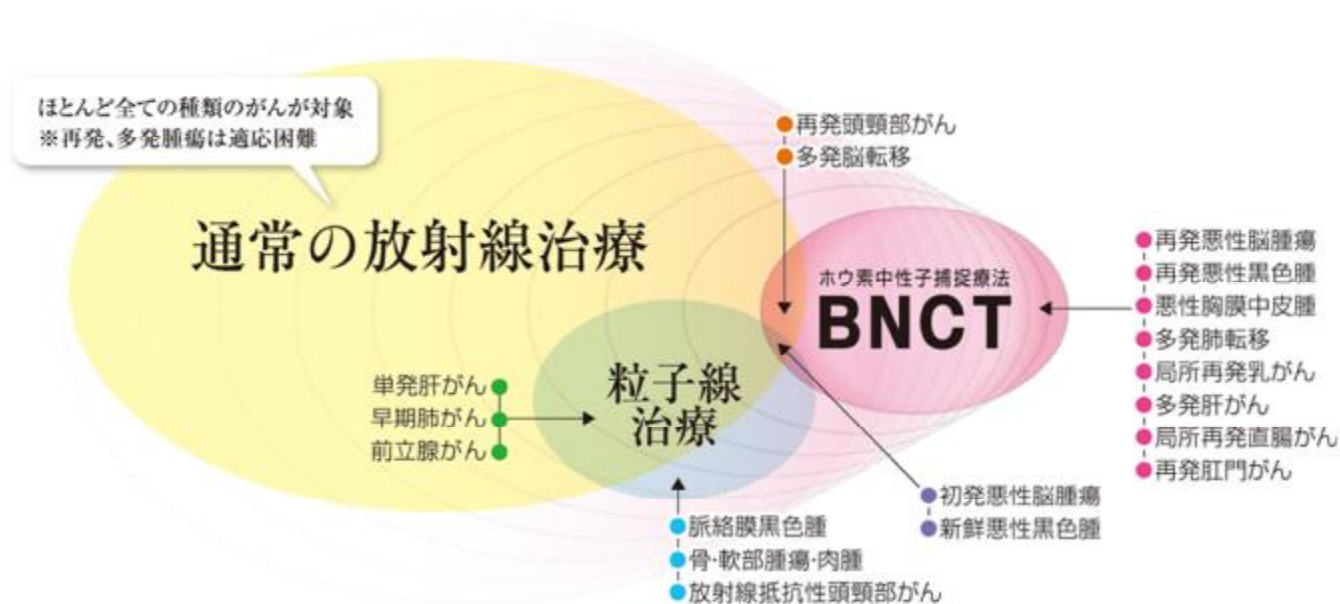 ほとんど全ての種類のがんが対象
※再発、多発腫瘍は適応困難
通常の放射線治療
再発頭頸部がん
多発脳転移
ホウ素中性子捕捉療法
BNCT
再発悪性脳腫瘍
再発悪性黒色腫
悪性胸膜中皮腫
多発肺転移
局所再発乳がん
多発肝がん
局所再発直腸がん
再発肛門がん
単発肝がん
早期肺がん
前立腺がん
粒子線
治療
初発悪性脳腫瘍
新鮮悪性黒色腫
脈絡膜黒色腫
骨・軟部腫瘍・肉腫
放射線抵抗性頭頸部がん